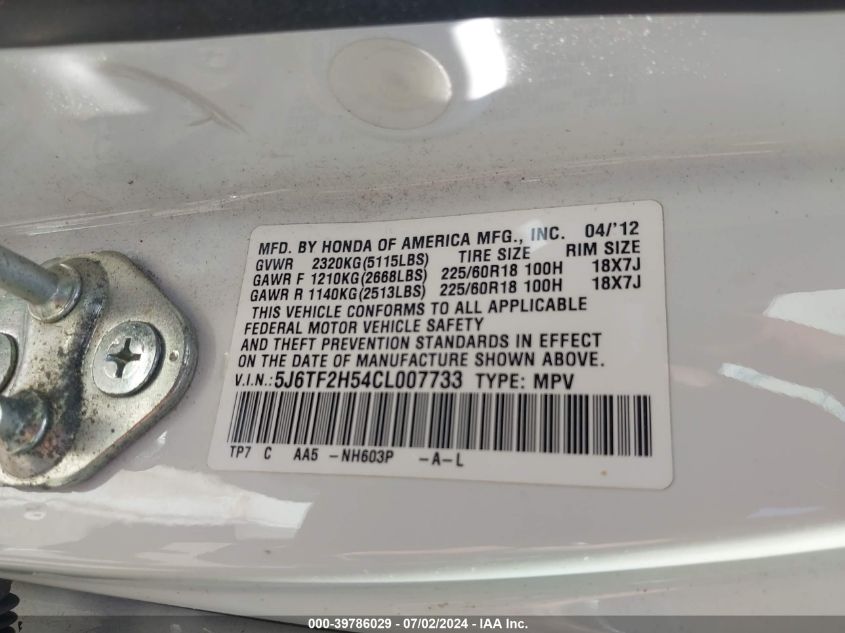 MFD. BY HONDA OF AMERICA MFG., INC. 04/'12
GVWR 2320KG(5115LBS) TIRE SIZE RIM SIZE
GAWR F 1210KG(2668LBS) 225/60R18 100H 18X7J
GAWR R 1140KG(2513LBS) 225/60R18 100H 18X7J
THIS VEHICLE CONFORMS TO ALL APPLICABLE
FEDERAL MOTOR VEHICLE SAFETY
AND THEFT PREVENTION STANDARDS IN EFFECT
ON THE DATE OF MANUFACTURE SHOWN ABOVE.
V.I.N.:5J6TF2H54CL007733 TYPE: MPV
TP7 C AA5 -NH603P -A-L
000-39786029 - 07/02/2024 - IAA Inc.